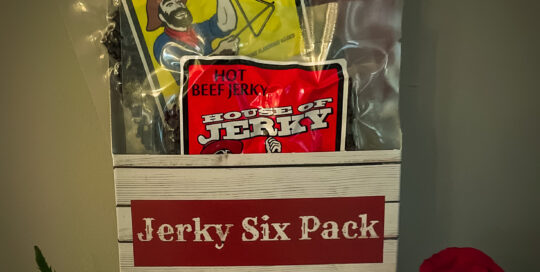 HOT
BEEF JERKY
HOUSE OF
JERKY
Jerky Six Pack